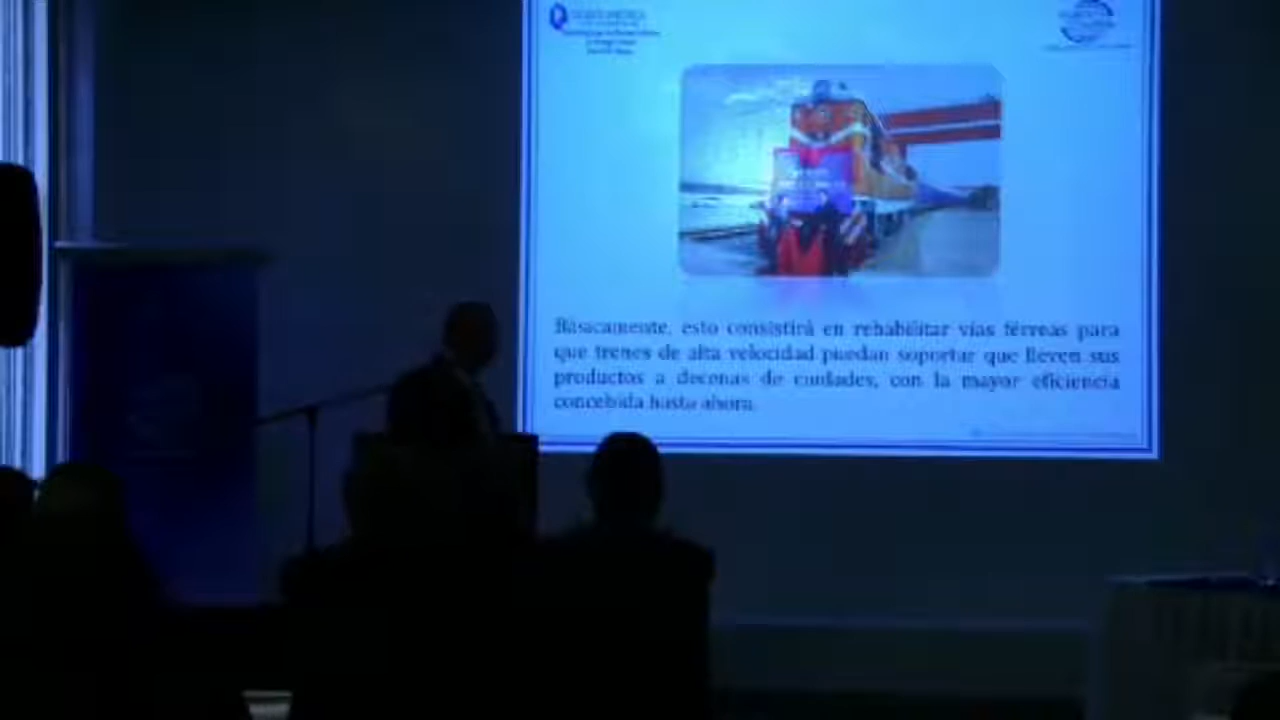 Básicamente, esto consistirá en rehabilitar vías férreas para
que trenes de alta velocidad puedan soportar que lleven sus
productos a decenas de ciudades, con la mayor eficiencia
concebida hasta ahora.